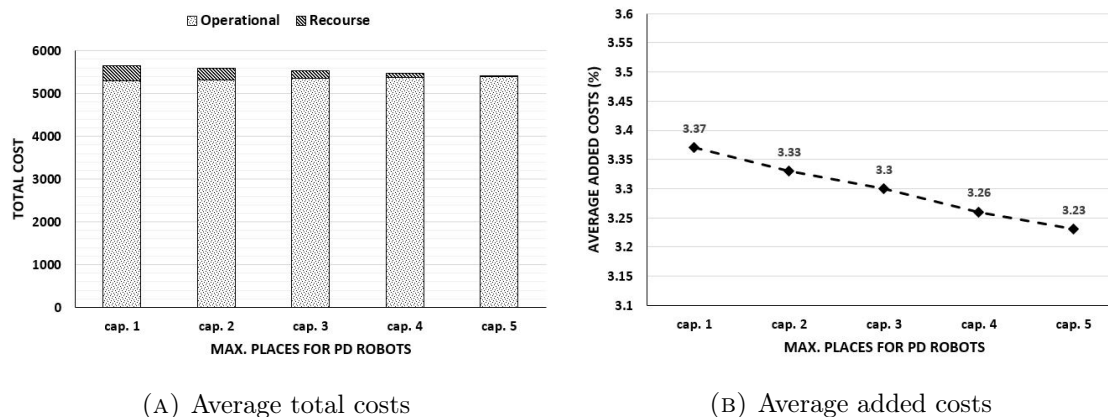 Operational Recourse
TOTAL COST
6000
5000
4000
3000
2000
1000
0
cap. 1 cap. 2 cap. 3 cap. 4 cap. 5
MAX. PLACES FOR PD ROBOTS
(A) Average total costs
AVERAGE ADDED COSTS (%)
3.6
3.55
3.5
3.45
3.4
3.35
3.3
3.25
3.2
3.15
3.1
3.37
3.33
3.3
3.26
3.23
cap. 1 cap. 2 cap. 3 cap. 4 cap. 5
MAX. PLACES FOR PD ROBOTS
(B) Average added costs